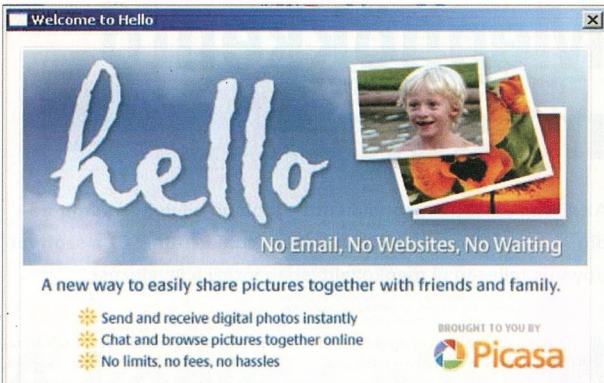 Welcome to Hello
hello
No Email, No Websites, No Waiting
A new way to easily share pictures together with friends and family.
Send and receive digital photos instantly
Chat and browse pictures together online
No limits, no fees, no hassles
BROUGHT TO YOU BY
Picasa